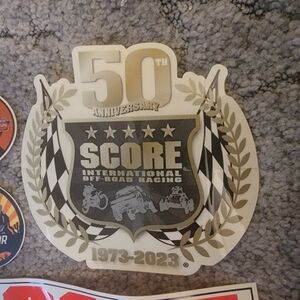 50TH
ANNIVERSARY
SCORE
INTERNATIONAL
OFF-ROAD RACING
1973-2023®